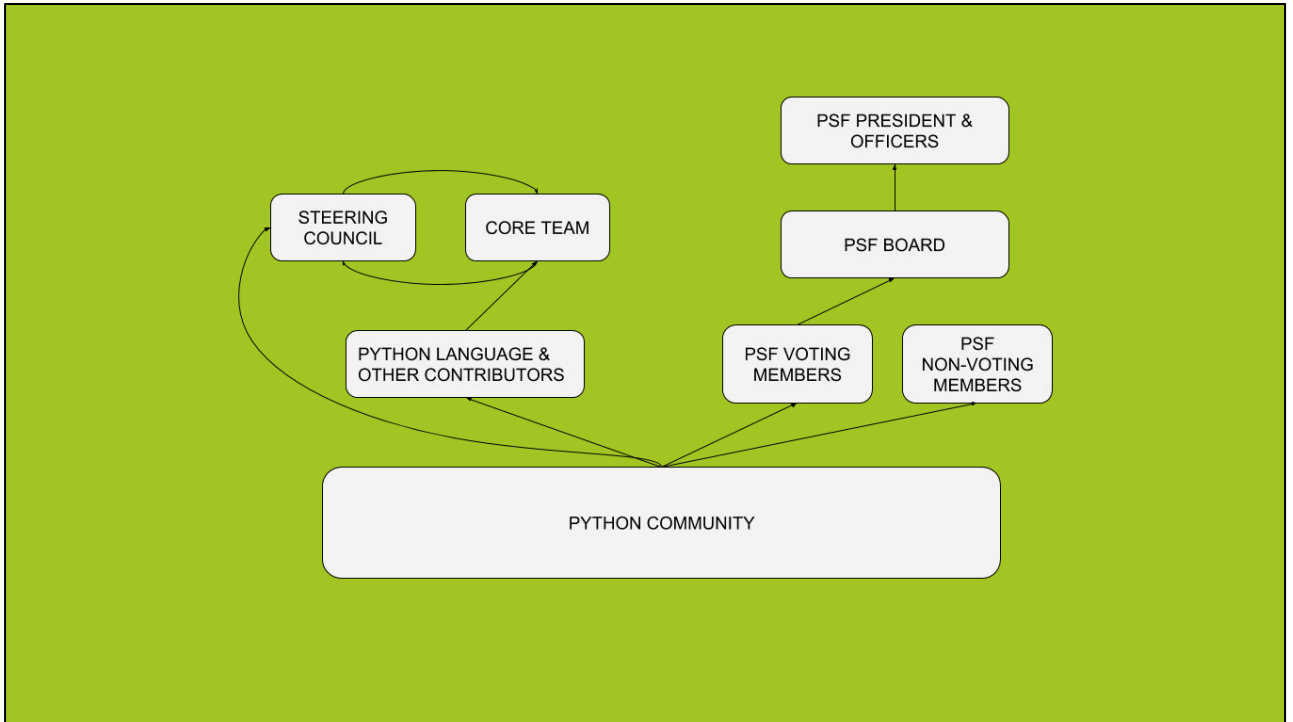 PSF PRESIDENT &
OFFICERS
STEERING
COUNCIL
CORE TEAM
PSF BOARD
PYTHON LANGUAGE &
OTHER CONTRIBUTORS
PSF VOTING
MEMBERS
PSF
NON-VOTING
MEMBERS
PYTHON COMMUNITY